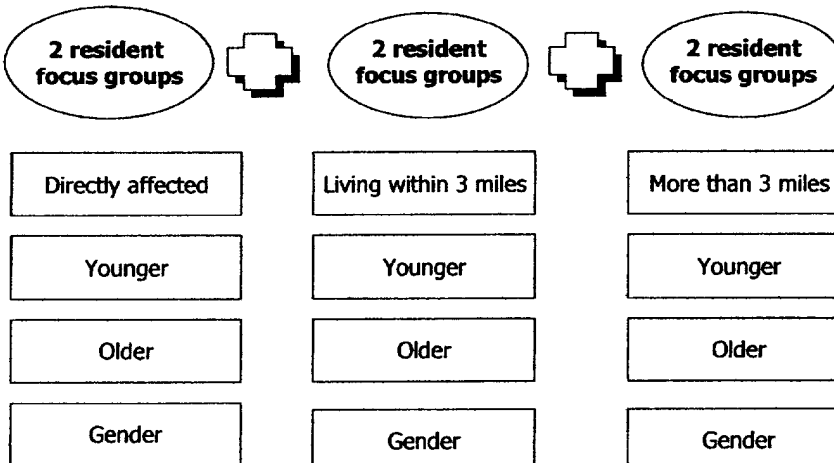 2 resident
focus groups
2 resident
focus groups
2 resident
focus groups
Directly affected
Living within 3 miles
More than 3 miles
Younger
Younger
Younger
Older
Older
Older
Gender
Gender
Gender